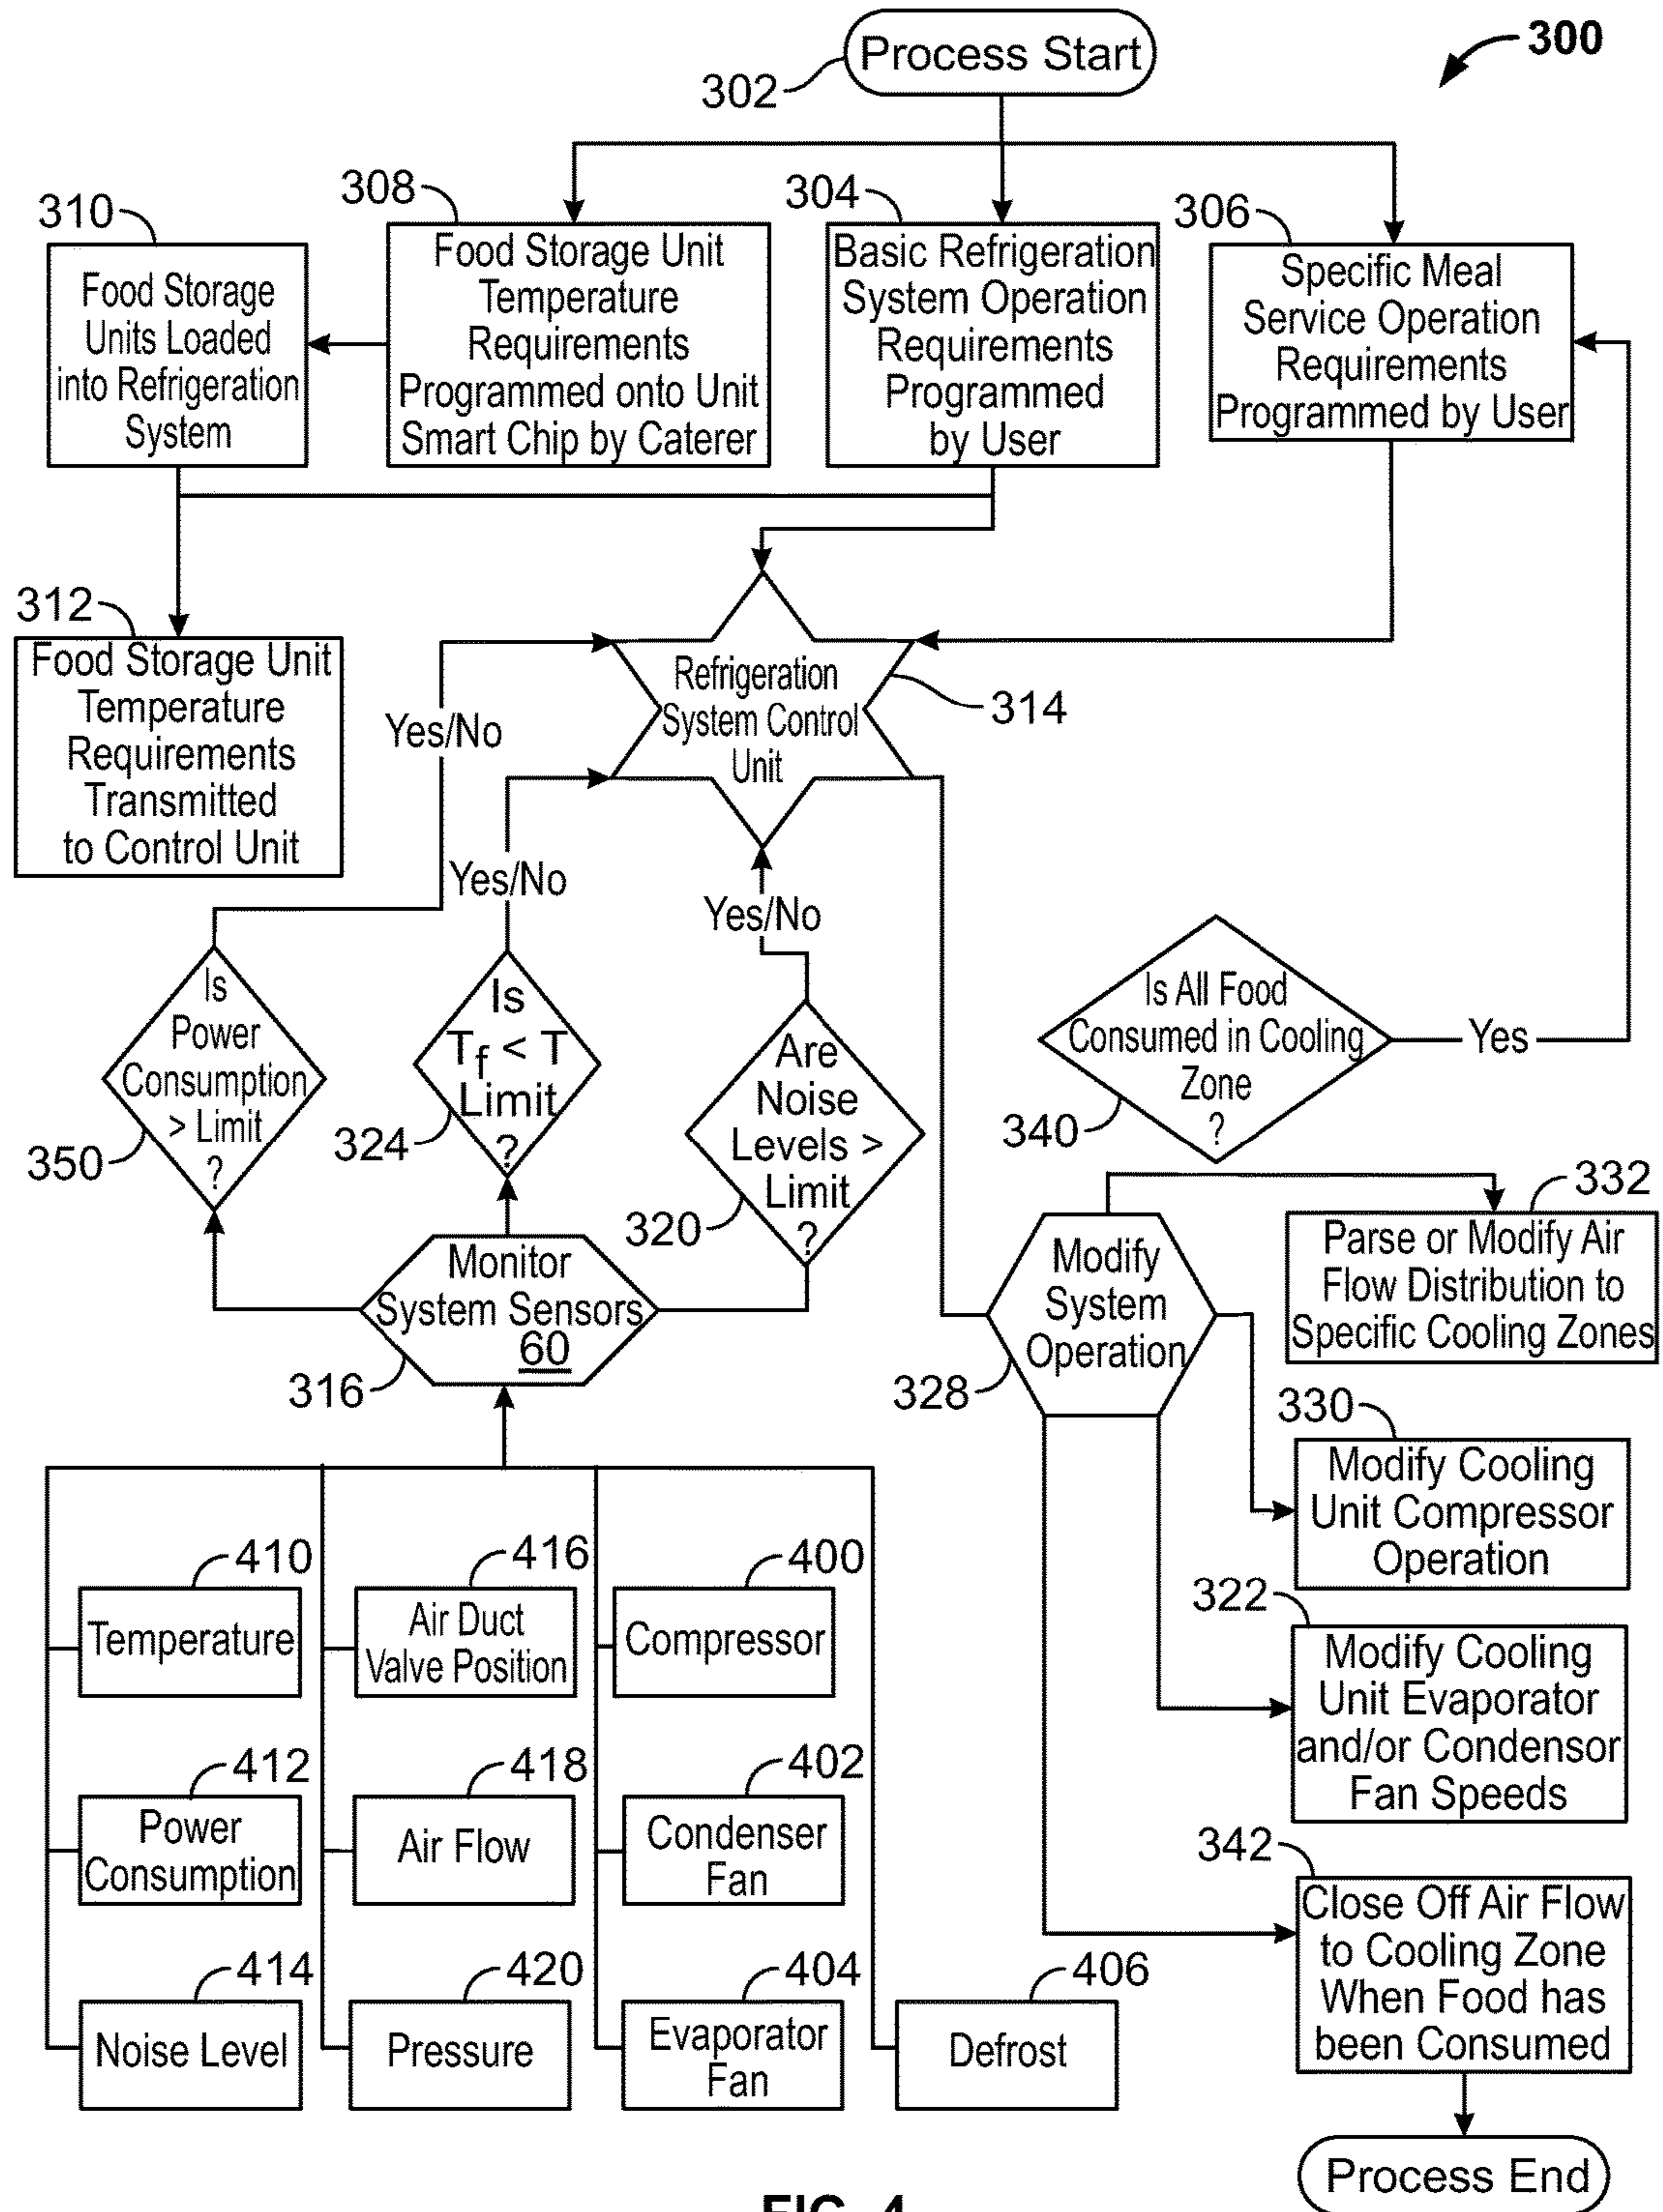 Process Start
300
302
308
304
306
310
Food Storage
Units Loaded
into Refrigeration
System
Food Storage Unit
Temperature
Requirements
Programmed onto Unit
Smart Chip by Caterer
Basic Refrigeration
System Operation
Requirements
Programmed
by User
Specific Meal
Service Operation
Requirements
Programmed by User
312
Food Storage Unit
Temperature
Requirements
Transmitted
to Control Unit
Refrigeration
System Control
Unit
314
Yes/No
Yes/No
Yes/No
Is
Power
Consumption
> Limit
?
350
Is
Tf < T
Limit
?
324
Are
Noise
Levels >
Limit
?
320
Is All Food
Consumed in Cooling
Zone
?
340
Yes
Monitor
System Sensors
60
316
Modify
System
Operation
328
332
Parse or Modify Air
Flow Distribution to
Specific Cooling Zones
330
Modify Cooling
Unit Compressor
Operation
322
Modify Cooling
Unit Evaporator
and/or Condensor
Fan Speeds
342
Close Off Air Flow
to Cooling Zone
When Food has
been Consumed
Process End
410
Temperature
416
Air Duct
Valve Position
400
Compressor
412
Power
Consumption
418
Air Flow
402
Condenser
Fan
414
Noise Level
420
Pressure
404
Evaporator
Fan
406
Defrost
FIG. 4